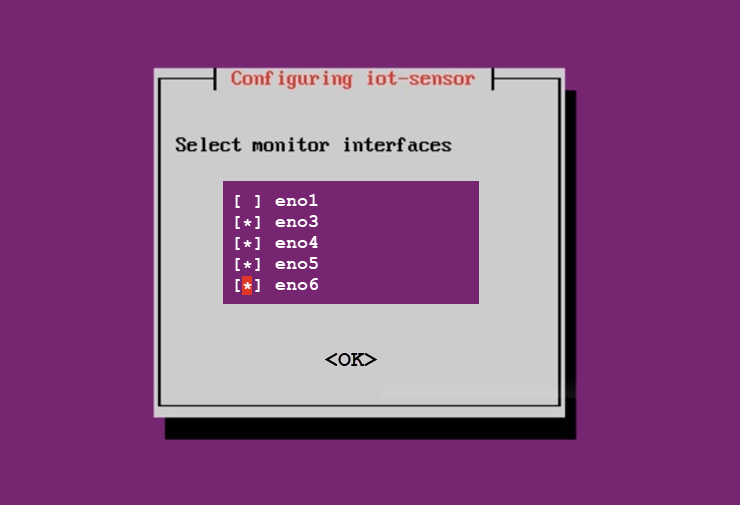 Configuring iot-sensor
Select monitor interfaces
[ ] eno1
[*] eno3
[*] eno4
[*] eno5
[*] eno6
<OK>